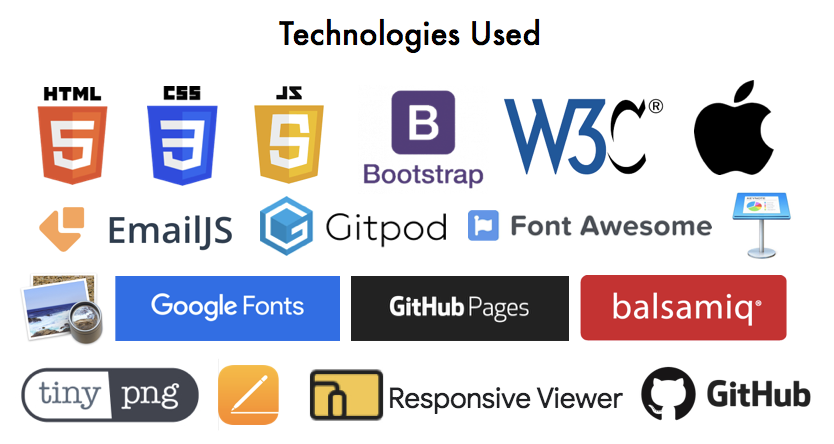 Technologies Used
HTML CSS JS
5 3 5
B
Bootstrap
W3C®
EmailJS G Gitpod Font Awesome
KEYNOTE
Google Fonts GitHub Pages balsamiq®
tiny png Responsive Viewer GitHub